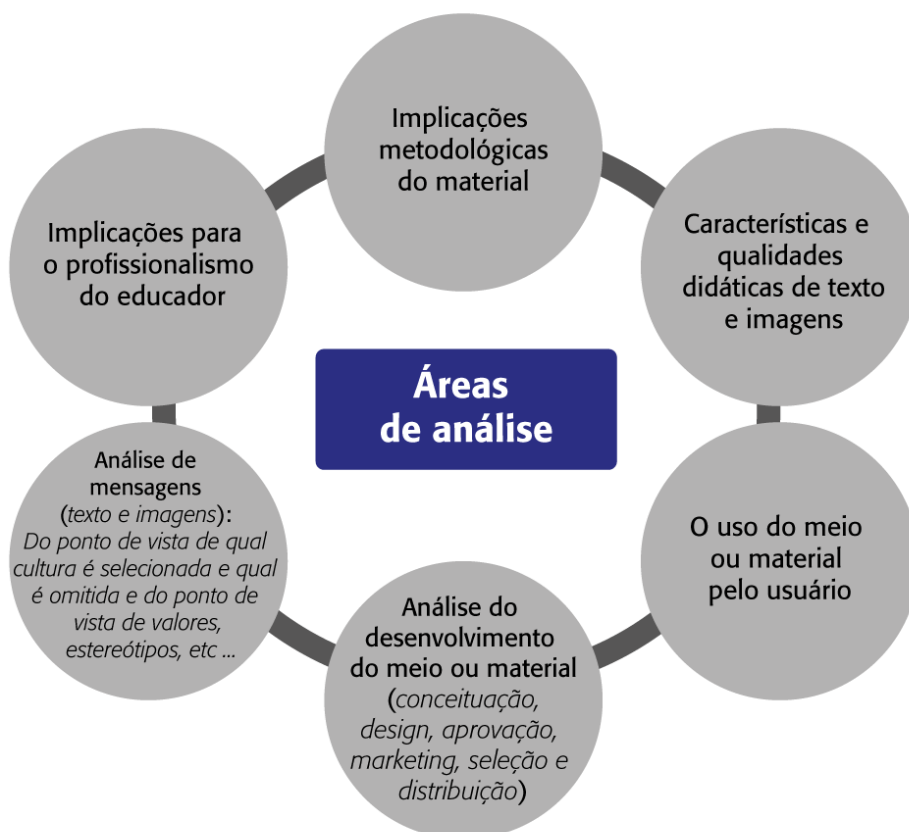 Implicações
metodológicas
do material
Características e
qualidades
didáticas de texto
e imagens
O uso do meio
ou material
pelo usuário
Análise do
desenvolvimento
do meio ou material
(conceituação,
design, aprovação,
marketing, seleção e
distribuição)
Análise de
mensagens
(texto e imagens):
Do ponto de vista de qual
cultura é selecionada e qual
é omitida e do ponto de
vista de valores,
estereótipos, etc ...
Implicações para
o profissionalismo
do educador
Áreas
de análise